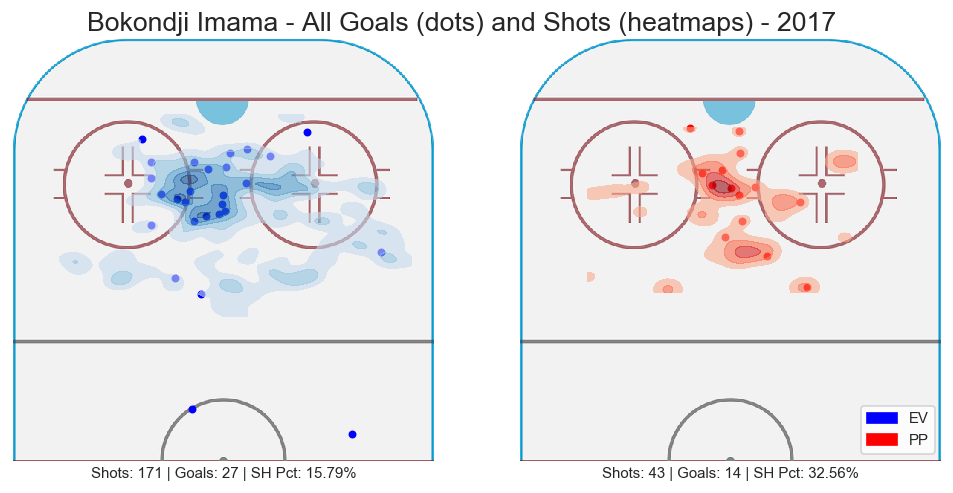 Bokondji Imama - All Goals (dots) and Shots (heatmaps) - 2017
EV
PP
Shots: 171 | Goals: 27 | SH Pct: 15.79%
Shots: 43 | Goals: 14 | SH Pct: 32.56%